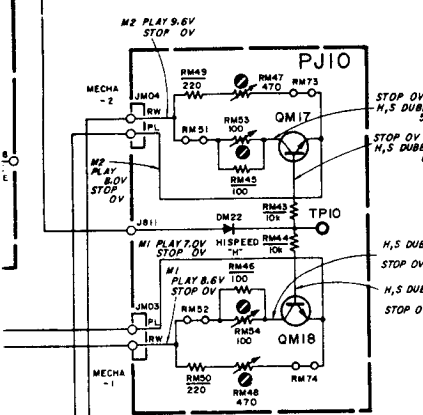 M2 PLAY 9.6V
STOP 0V
PJ10
MECHA
-2
JM04
RW
PL
RM49
220
RM47
470
RM73
STOP 0V
H,S DUBB
RM51
RM53
100
QM17
RM45
100
STOP 0V
H,S DUBB
M2
PLAY
8.0V
STOP
0V
E
RM43
10k
TP10
J811
DM22
HISPEED
"H"
RM44
10k
M1 PLAY 7.0V
STOP 0V
M1
PLAY 8.6V
STOP 0V
RM46
100
H,S DUB
STOP 0V
JM03
PL
RW
RM52
RM54
100
QM18
H,S DUB
STOP 0
MECHA
-1
RM50
220
RM48
470
RM74